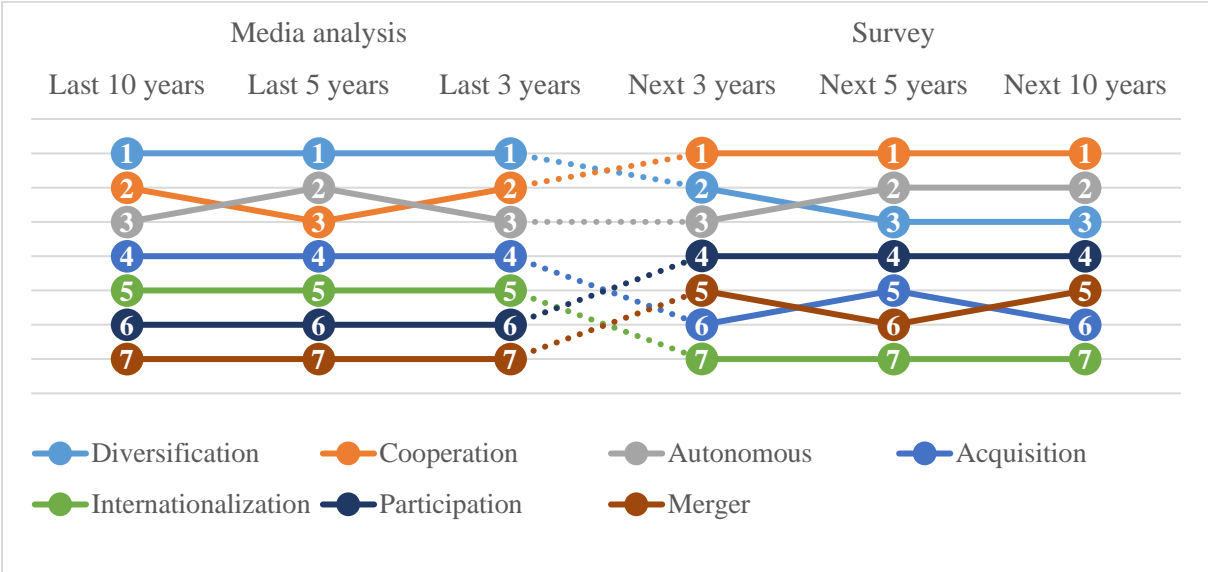 Media analysis Survey
Last 10 years Last 5 years Last 3 years Next 3 years Next 5 years Next 10 years
1 1 1 1 1 1
2 2 2 2 2 2
3 3 3 3 3 3
4 4 4 4 4 4
5 5 5 5 5 5
6 6 6 6 6 6
7 7 7 7 7 7
Diversification Cooperation Autonomous Acquisition
Internationalization Participation Merger